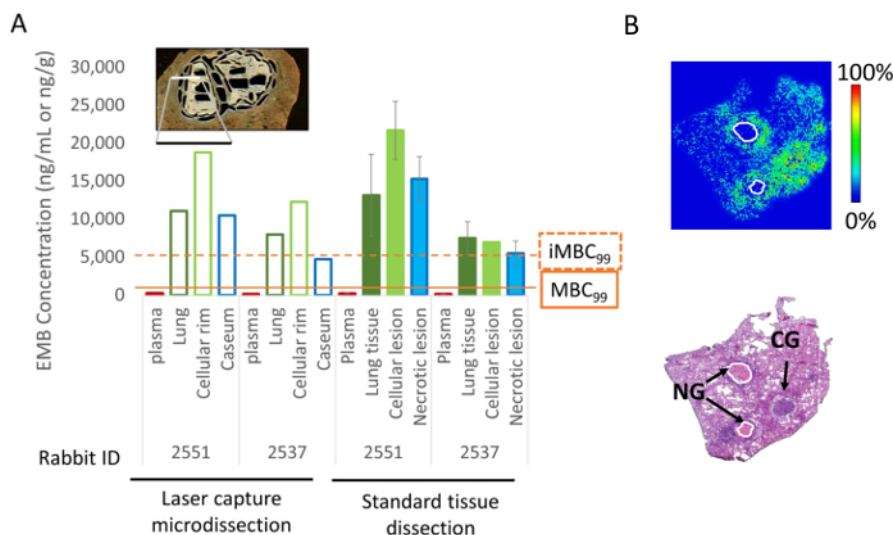 A
EMB Concentration (ng/mL or ng/g)
30,000
25,000
20,000
15,000
10,000
5,000
0
iMBC99
MBC99
plasma
Lung
Cellular rim
Caseum
plasma
Lung
Cellular rim
Caseum
Plasma
Lung tissue
Cellular lesion
Necrotic lesion
Plasma
Lung tissue
Cellular lesion
Necrotic lesion
Rabbit ID
2551
2537
2551
2537
Laser capture
microdissection
Standard tissue
dissection
B
100%
0%
CG
NG